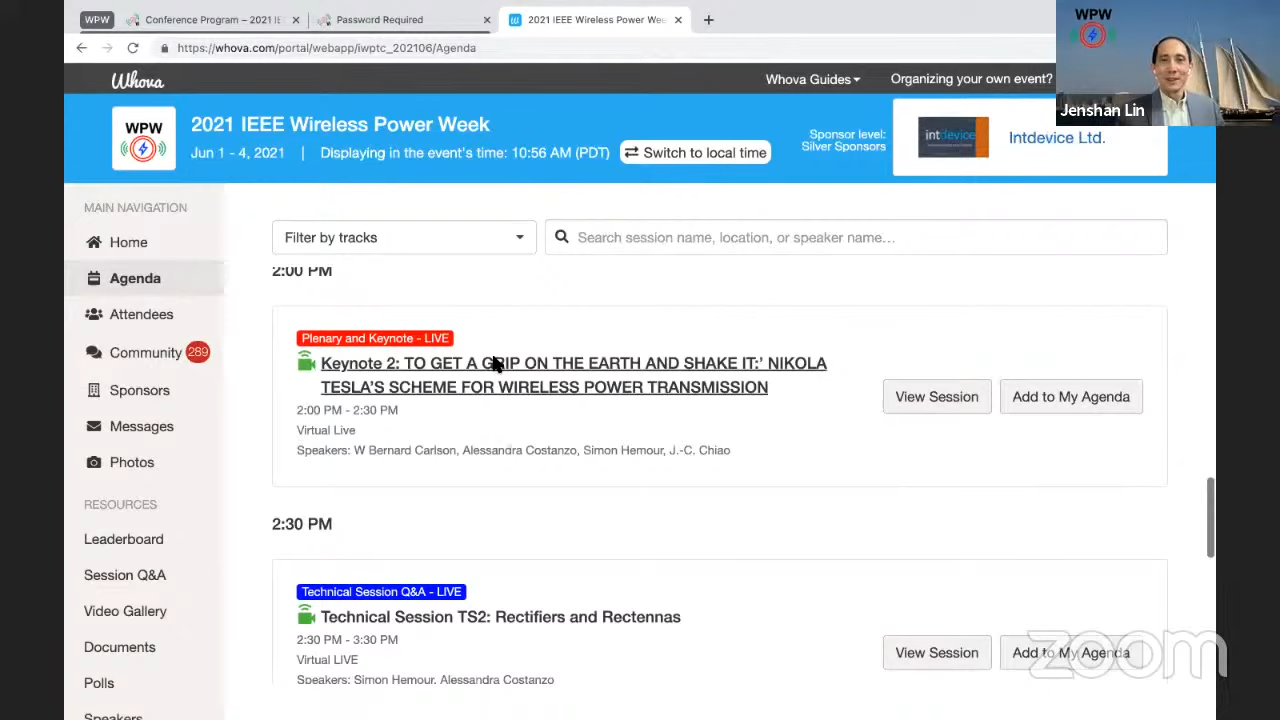 WPW
Conference Program – 2021 IE
Password Required
2021 IEEE Wireless Power Wee
https://whova.com/portal/webapp/iwptc_202106/Agenda
WPW
Jenshan Lin
Whova
Whova Guides
Organizing your own event?
WPW
2021 IEEE Wireless Power Week
Jun 1 - 4, 2021 | Displaying in the event's time: 10:56 AM (PDT)
Switch to local time
Sponsor level:
Silver Sponsors
intdevice
Intdevice Ltd.
MAIN NAVIGATION
Home
Agenda
Attendees
Community 289
Sponsors
Messages
Photos
RESOURCES
Leaderboard
Session Q&A
Video Gallery
Documents
Polls
Speakers
Filter by tracks
Search session name, location, or speaker name…
2:00 PM
Plenary and Keynote - LIVE
Keynote 2: TO GET A GRIP ON THE EARTH AND SHAKE IT:’ NIKOLA
TESLA’S SCHEME FOR WIRELESS POWER TRANSMISSION
2:00 PM - 2:30 PM
Virtual Live
Speakers: W Bernard Carlson, Alessandra Costanzo, Simon Hemour, J.-C. Chiao
View Session
Add to My Agenda
2:30 PM
Technical Session Q&A - LIVE
Technical Session TS2: Rectifiers and Rectennas
2:30 PM - 3:30 PM
Virtual LIVE
Speakers: Simon Hemour, Alessandra Costanzo
View Session
Add to My Agenda
zoom